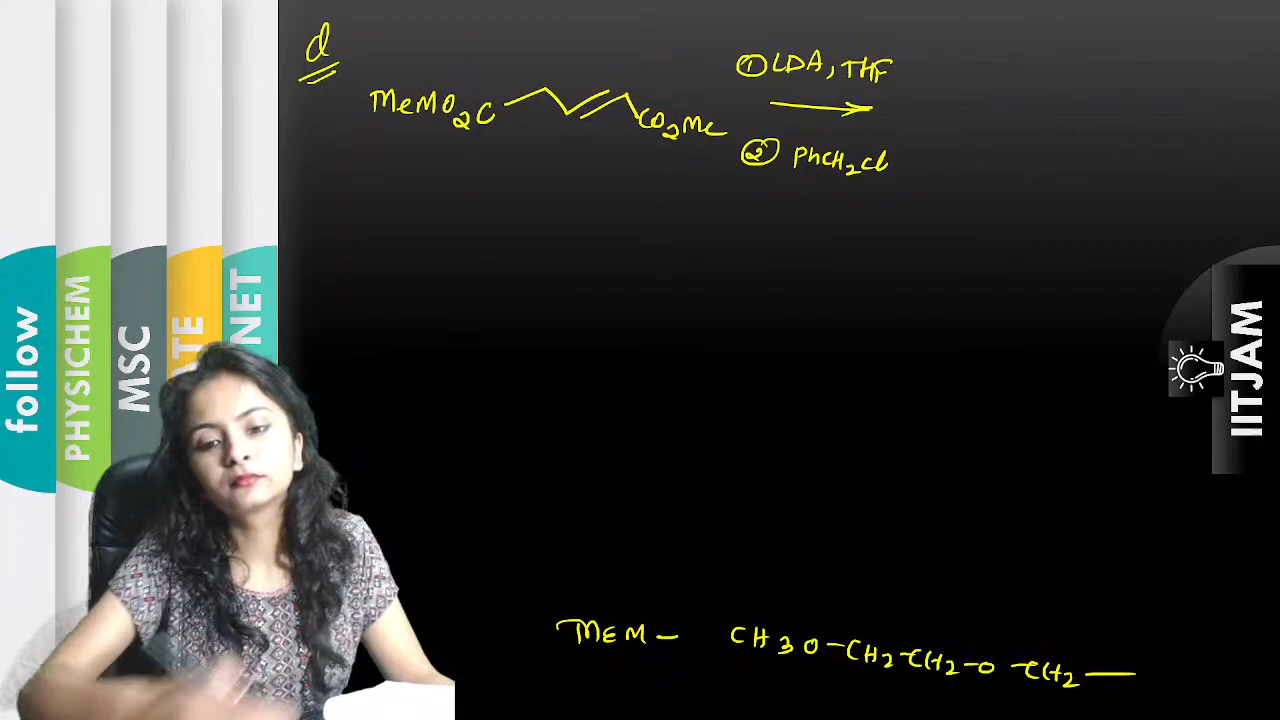 d
① LDA, THF
MeMO2C CO2Me
② PhCH2Cl
MEM – CH3O–CH2–CH2–O CH2–
follow
PHYSICHEM
MSC
NET
IITJAM